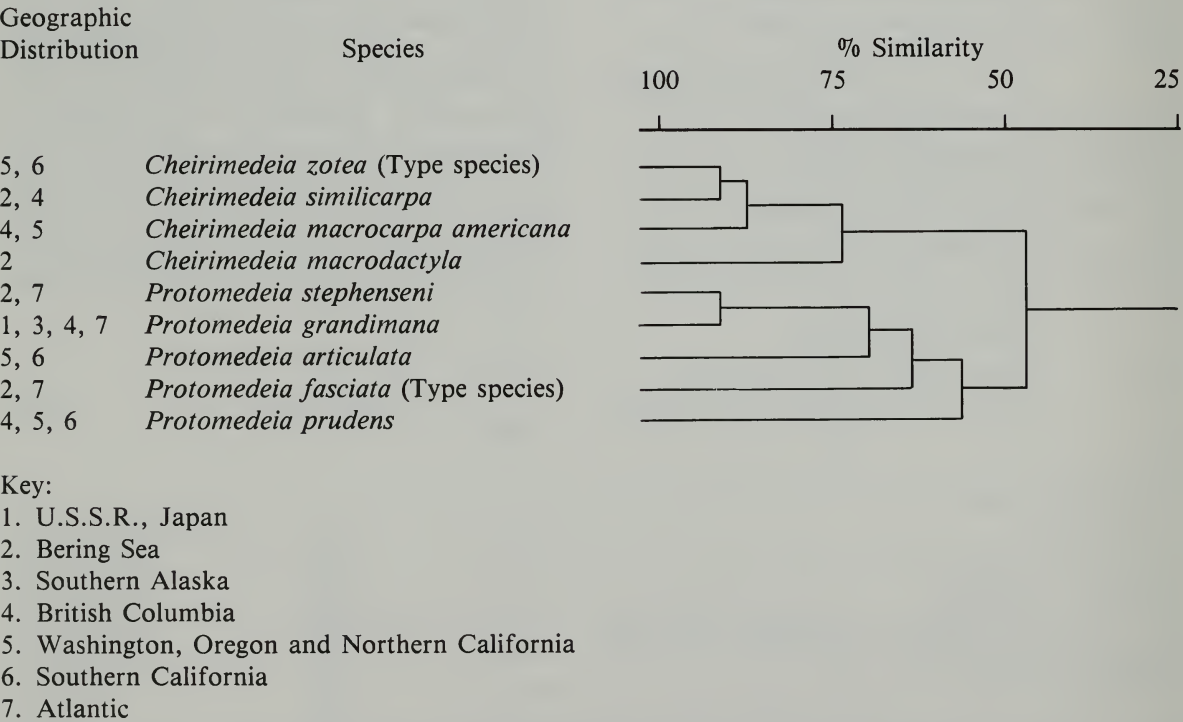 Geographic
Distribution Species % Similarity
100 75 50 25
5, 6 Cheirimedeia zotea (Type species)
2, 4 Cheirimedeia similicarpa
4, 5 Cheirimedeia macrocarpa americana
2 Cheirimedeia macrodactyla
2, 7 Protomedeia stephenseni
1, 3, 4, 7 Protomedeia grandimana
5, 6 Protomedeia articulata
2, 7 Protomedeia fasciata (Type species)
4, 5, 6 Protomedeia prudens
Key:
1. U.S.S.R., Japan
2. Bering Sea
3. Southern Alaska
4. British Columbia
5. Washington, Oregon and Northern California
6. Southern California
7. Atlantic